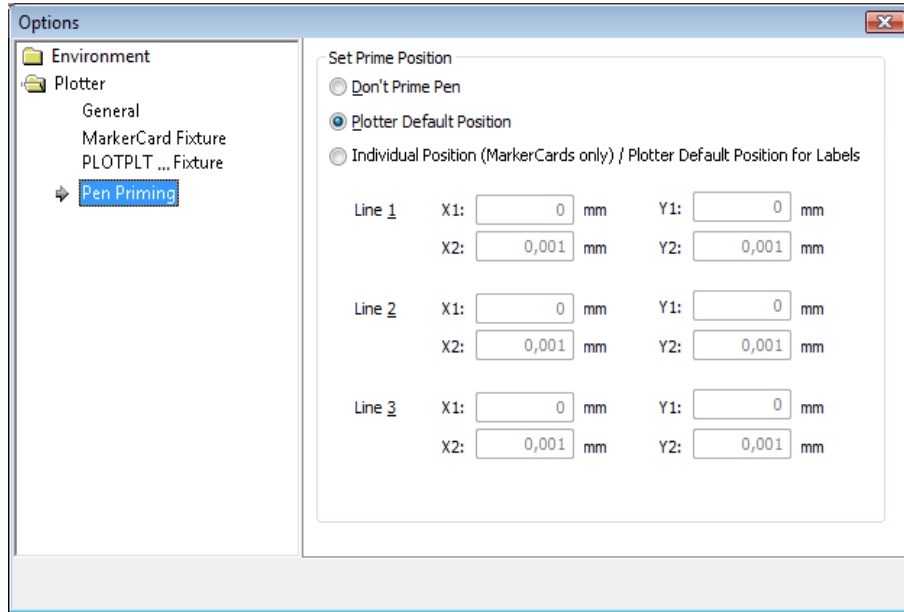 Options
Environment
Plotter
General
MarkerCard Fixture
PLOTPLT ... Fixture
Pen Priming
Set Prime Position
Don't Prime Pen
Plotter Default Position
Individual Position (MarkerCards only) / Plotter Default Position for Labels
Line 1 X1: 0 mm Y1: 0 mm
X2: 0,001 mm Y2: 0,001 mm
Line 2 X1: 0 mm Y1: 0 mm
X2: 0,001 mm Y2: 0,001 mm
Line 3 X1: 0 mm Y1: 0 mm
X2: 0,001 mm Y2: 0,001 mm